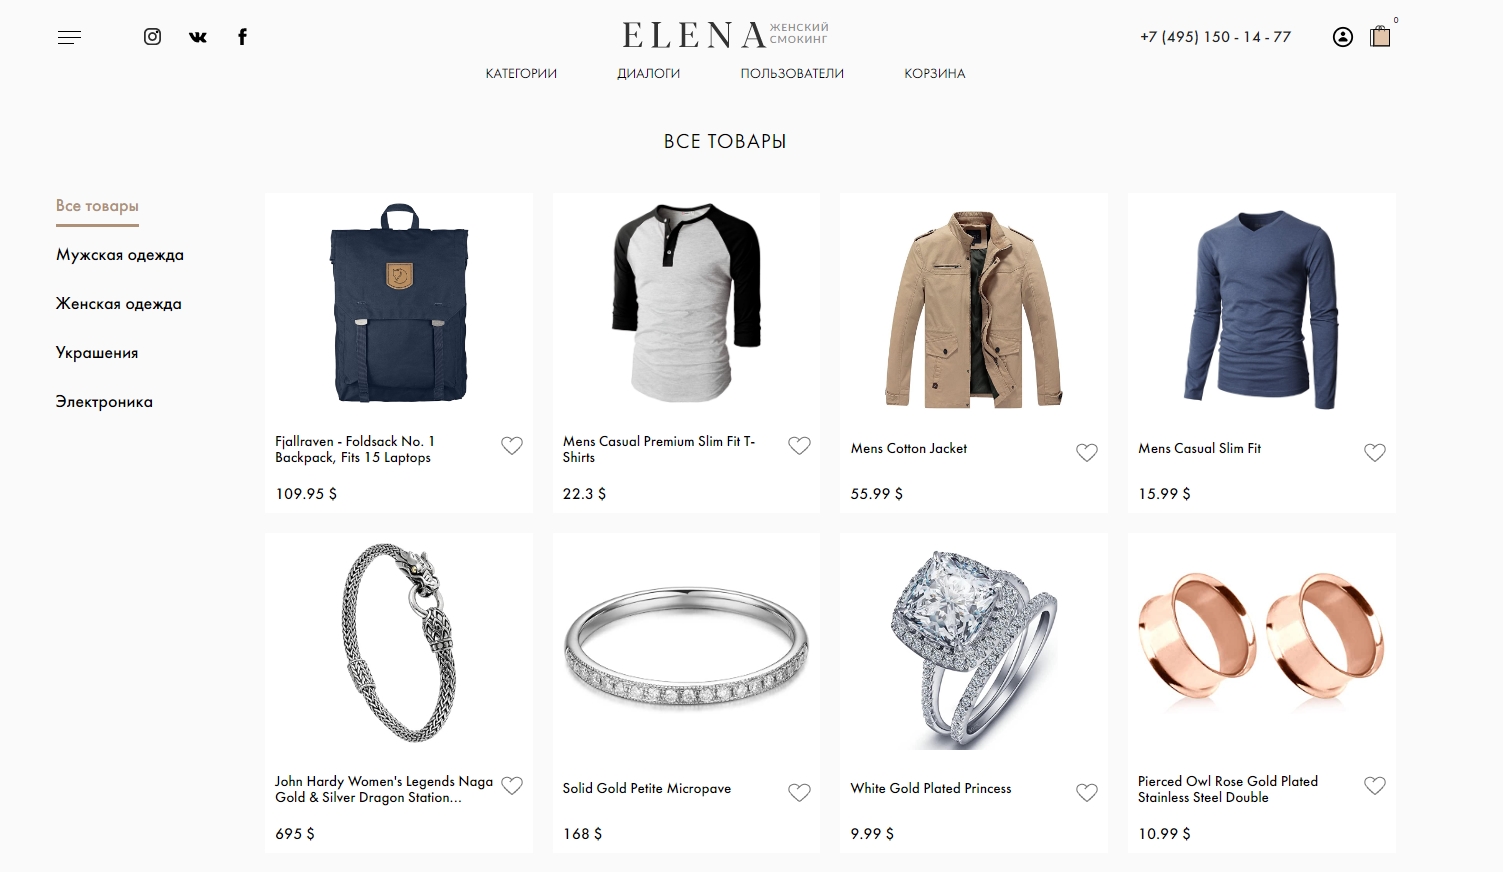 ELENA
ЖЕНСКИЙ
СМОКИНГ
+7 (495) 150 - 14 - 77
0
КАТЕГОРИИ
ДИАЛОГИ
ПОЛЬЗОВАТЕЛИ
КОРЗИНА
ВСЕ ТОВАРЫ
Все товары
Мужская одежда
Женская одежда
Украшения
Электроника
Fjallraven - Foldsack No. 1
Backpack, Fits 15 Laptops
109.95 $
Mens Casual Premium Slim Fit T-
Shirts
22.3 $
Mens Cotton Jacket
55.99 $
Mens Casual Slim Fit
15.99 $
John Hardy Women's Legends Naga
Gold & Silver Dragon Station...
695 $
Solid Gold Petite Micropave
168 $
White Gold Plated Princess
9.99 $
Pierced Owl Rose Gold Plated
Stainless Steel Double
10.99 $